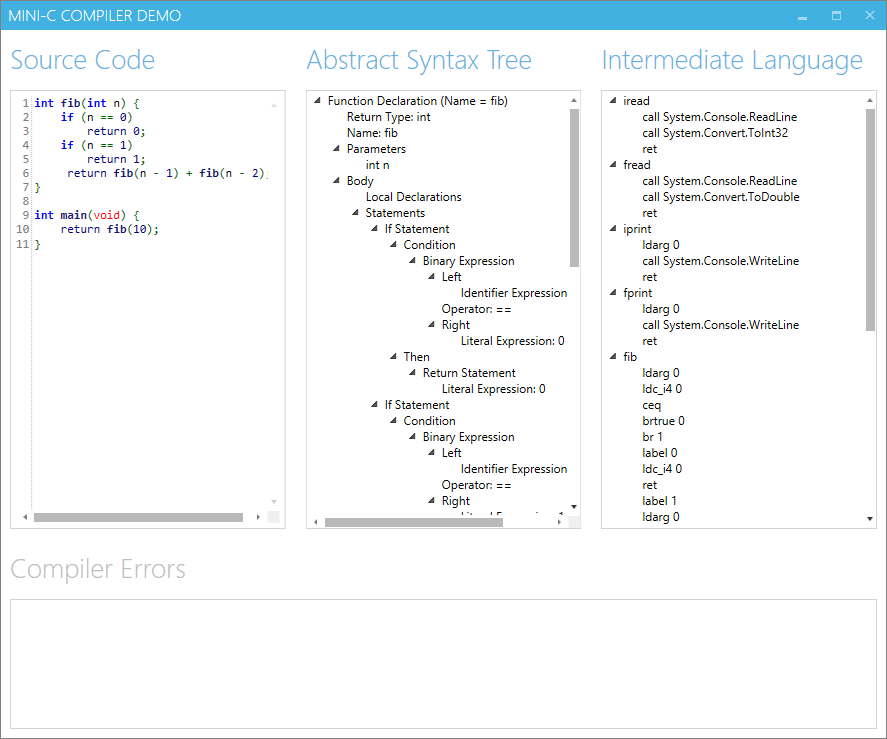 MINI-C COMPILER DEMO
Source Code
1 int fib(int n) {
2     if (n == 0)
3         return 0;
4     if (n == 1)
5         return 1;
6      return fib(n - 1) + fib(n - 2);
7 }
8
9 int main(void) {
10     return fib(10);
11 }
Abstract Syntax Tree
Function Declaration (Name = fib)
Return Type: int
Name: fib
Parameters
int n
Body
Local Declarations
Statements
If Statement
Condition
Binary Expression
Left
Identifier Expression
Operator: ==
Right
Literal Expression: 0
Then
Return Statement
Literal Expression: 0
If Statement
Condition
Binary Expression
Left
Identifier Expression
Operator: ==
Right
Intermediate Language
iread
call System.Console.ReadLine
call System.Convert.ToInt32
ret
fread
call System.Console.ReadLine
call System.Convert.ToDouble
ret
iprint
ldarg 0
call System.Console.WriteLine
ret
fprint
ldarg 0
call System.Console.WriteLine
ret
fib
ldarg 0
ldc_i4 0
ceq
brtrue 0
br 1
label 0
ldc_i4 0
ret
label 1
ldarg 0
Compiler Errors